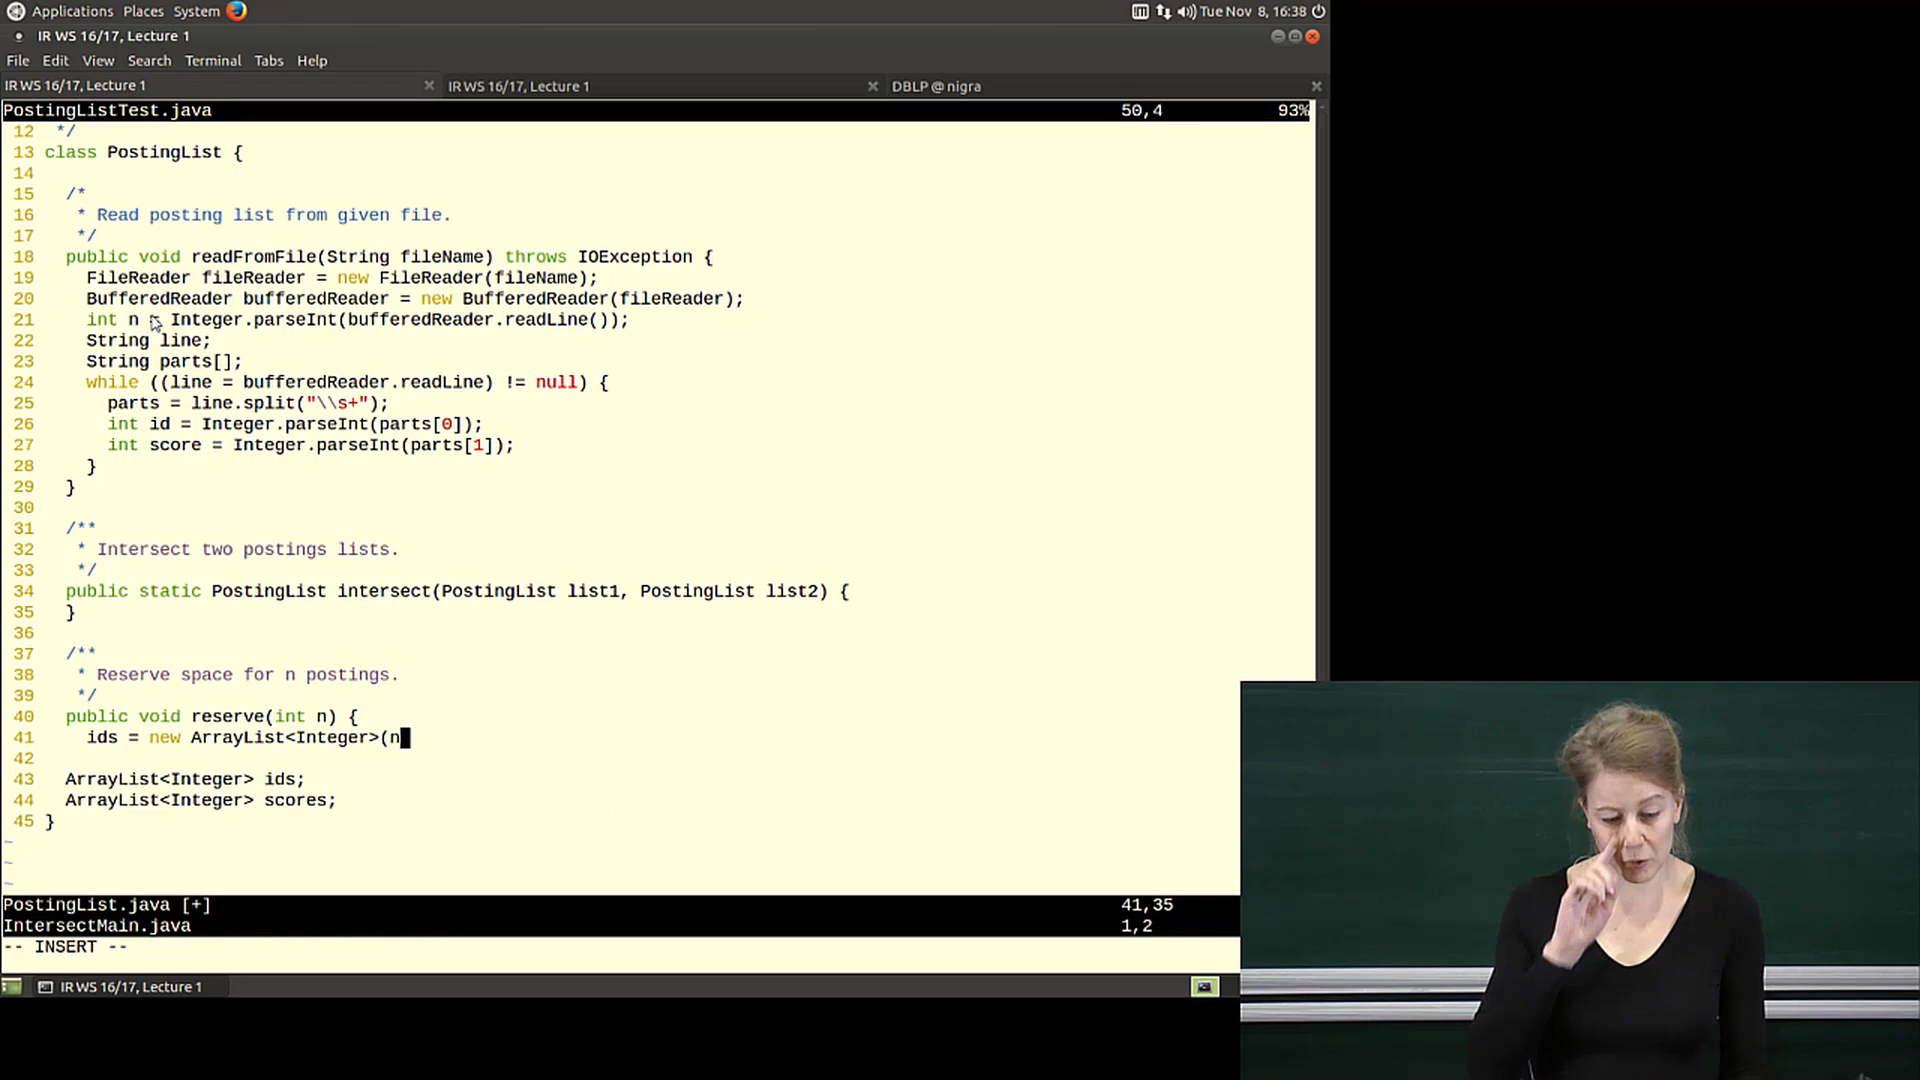 Applications Places System Tue Nov 8, 16:38
IR WS 16/17, Lecture 1
File Edit View Search Terminal Tabs Help
IR WS 16/17, Lecture 1 IR WS 16/17, Lecture 1 DBLP @ nigra
PostingListTest.java 50,4 93%
12 */
13 class PostingList {
14
15 /*
16 * Read posting list from given file.
17 */
18 public void readFromFile(String fileName) throws IOException {
19 FileReader fileReader = new FileReader(fileName);
20 BufferedReader bufferedReader = new BufferedReader(fileReader);
21 int n = Integer.parseInt(bufferedReader.readLine());
22 String line;
23 String parts[];
24 while ((line = bufferedReader.readLine) != null) {
25 parts = line.split("\\s+");
26 int id = Integer.parseInt(parts[0]);
27 int score = Integer.parseInt(parts[1]);
28 }
29 }
30
31 /**
32 * Intersect two postings lists.
33 */
34 public static PostingList intersect(PostingList list1, PostingList list2) {
35 }
36
37 /**
38 * Reserve space for n postings.
39 */
40 public void reserve(int n) {
41 ids = new ArrayList<Integer>(n
42
43 ArrayList<Integer> ids;
44 ArrayList<Integer> scores;
45 }
~
~
~
PostingList.java [+] 41,35
IntersectMain.java 1,2
-- INSERT --
IR WS 16/17, Lecture 1